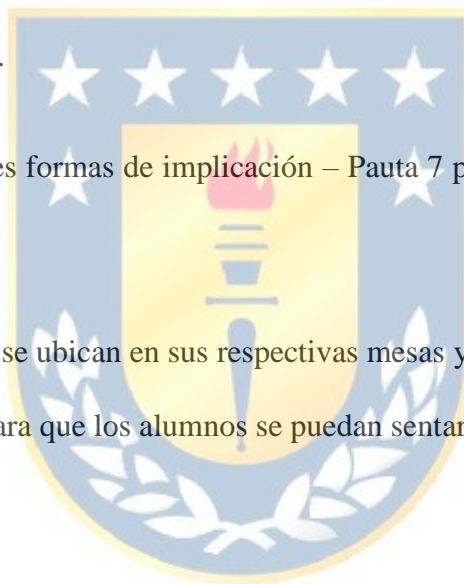 .
es formas de implicación – Pauta 7 p
se ubican en sus respectivas mesas y
ara que los alumnos se puedan sentar